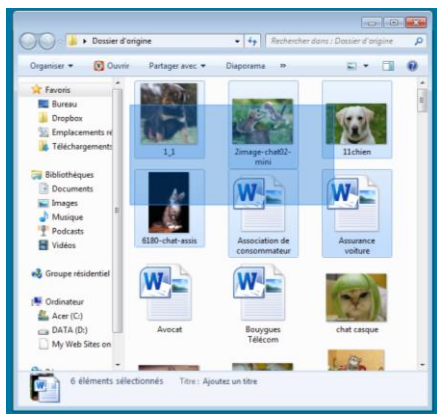 Dossier d'origine
Rechercher dans : Dossier d'origine
Organiser
Ouvrir
Partager avec
Diaporama
»
Favoris
Bureau
Dropbox
Emplacements ré
Téléchargements
Bibliothèques
Documents
Images
Musique
Podcasts
Vidéos
Groupe résidentiel
Ordinateur
Acer (C:)
DATA (D:)
My Web Sites on
1_1
2image-chat02-
mini
11chien
6180-chat-assis
Association de
consommateur
Assurance
voiture
Avocat
Bouygues
Télécom
chat casque
6 éléments sélectionnés
Titre : Ajoutez un titre